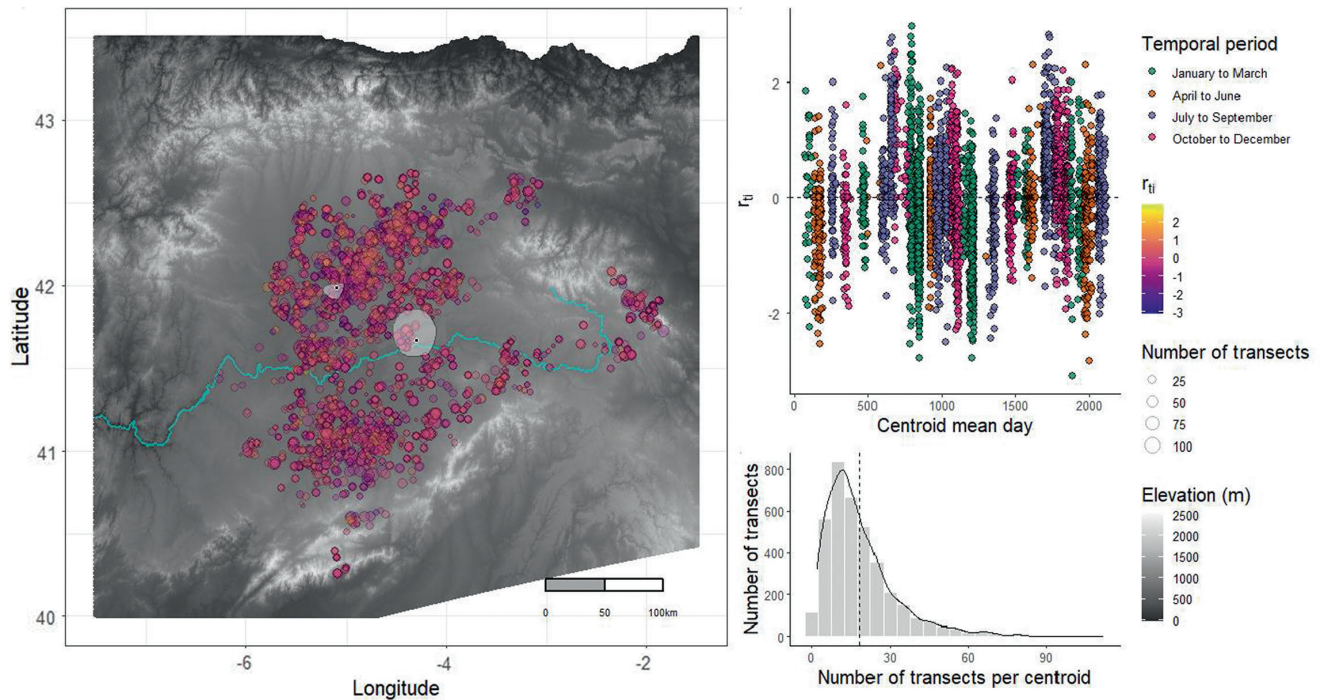 43
42
41
40
Latitude
-6
-4
-2
Longitude
0
50
100km
2
0
-2
r_ti
0
500
1000
1500
2000
Centroid mean day
800
600
400
200
0
Number of transects
0
30
60
90
Number of transects per centroid
Temporal period
January to March
April to June
July to September
October to December
r_ti
2
1
0
-1
-2
-3
Number of transects
25
50
75
100
Elevation (m)
2500
2000
1500
1000
500
0